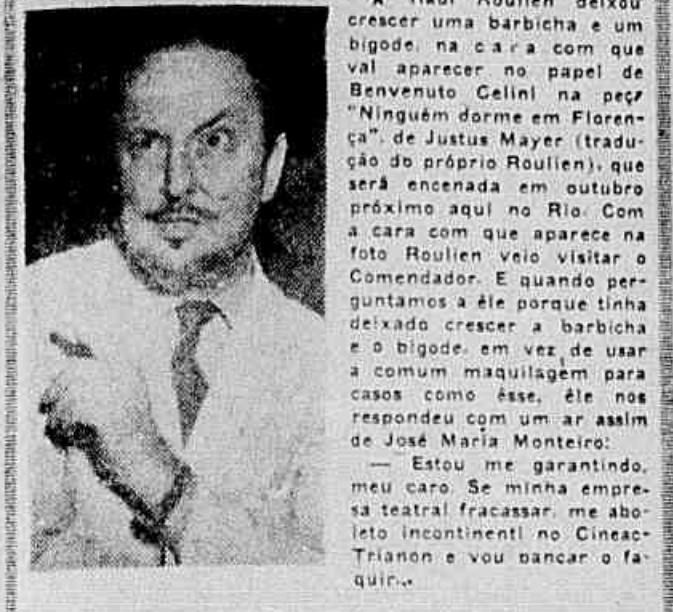 Raul Roulien deixou
crescer uma barbicha e um
bigode, na cara com que
vai aparecer no papel de
Benvenuto Celini na peça
"Ninguém dorme em Floren-
ça", de Justus Mayer (tradu-
ção do próprio Roulien), que
será encenada em outubro
próximo aqui no Rio. Com
a cara com que aparece na
foto Roulien veio visitar o
Comendador. E quando per-
guntamos a êle porque tinha
deixado crescer a barbicha
e o bigode, em vez de usar
a comum maquilagem para
casos como êsse, êle nos
respondeu com um ar assim
de José Maria Monteiro:
— Estou me garantindo,
meu caro. Se minha empre-
sa teatral fracassar, me abo-
leto incontinenti no Cineac-
Trianon e vou bancar o fa-
quir...